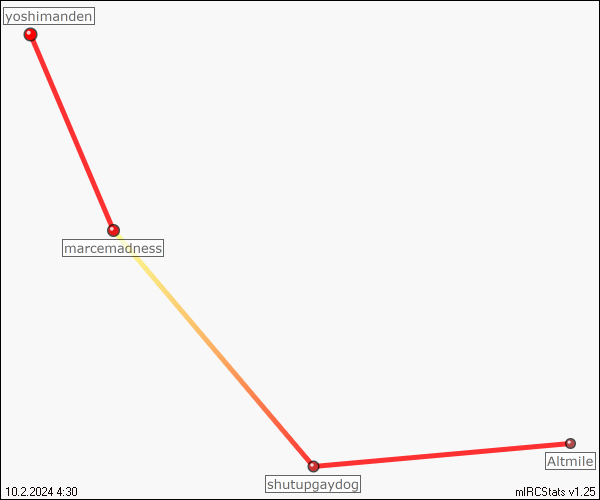 yoshimanden
marcemadness
shutupgaydog
Altmile
10.2.2024 4:30
mIRCStats v1.25